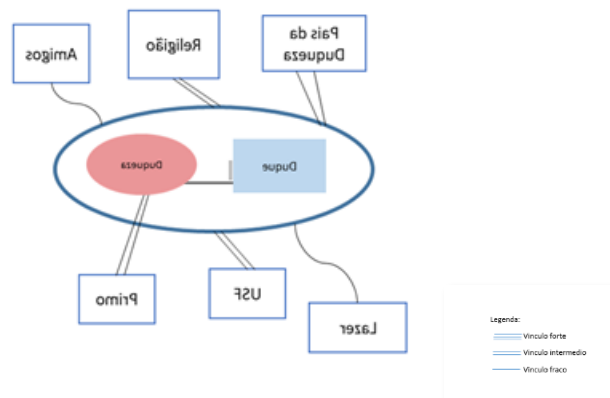 Amigos
Religião
Pais da
Duqueza
Duqueza
Duque
Primo
USF
Lazer
Legenda:
Vinculo forte
Vinculo intermedio
Vinculo fraco